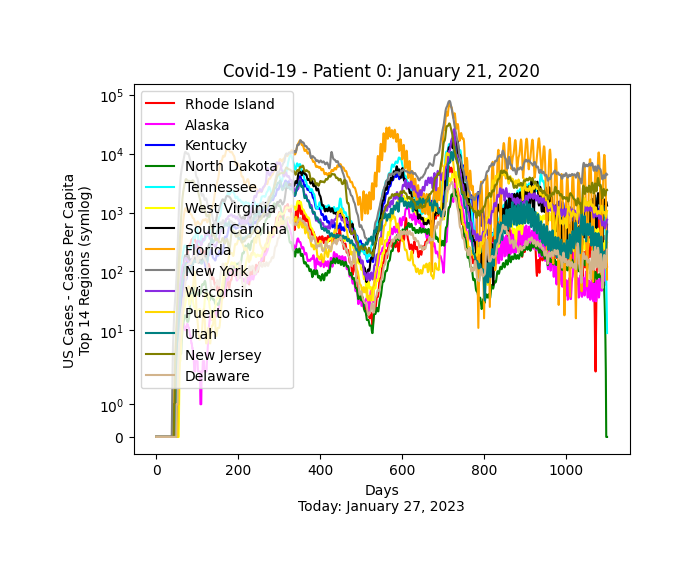 Covid-19 - Patient 0: January 21, 2020
US Cases - Cases Per Capita
Top 14 Regions (symlog)
10^5
10^4
10^3
10^2
10^1
10^0
0
Rhode Island
Alaska
Kentucky
North Dakota
Tennessee
West Virginia
South Carolina
Florida
New York
Wisconsin
Puerto Rico
Utah
New Jersey
Delaware
0 200 400 600 800 1000
Days
Today: January 27, 2023